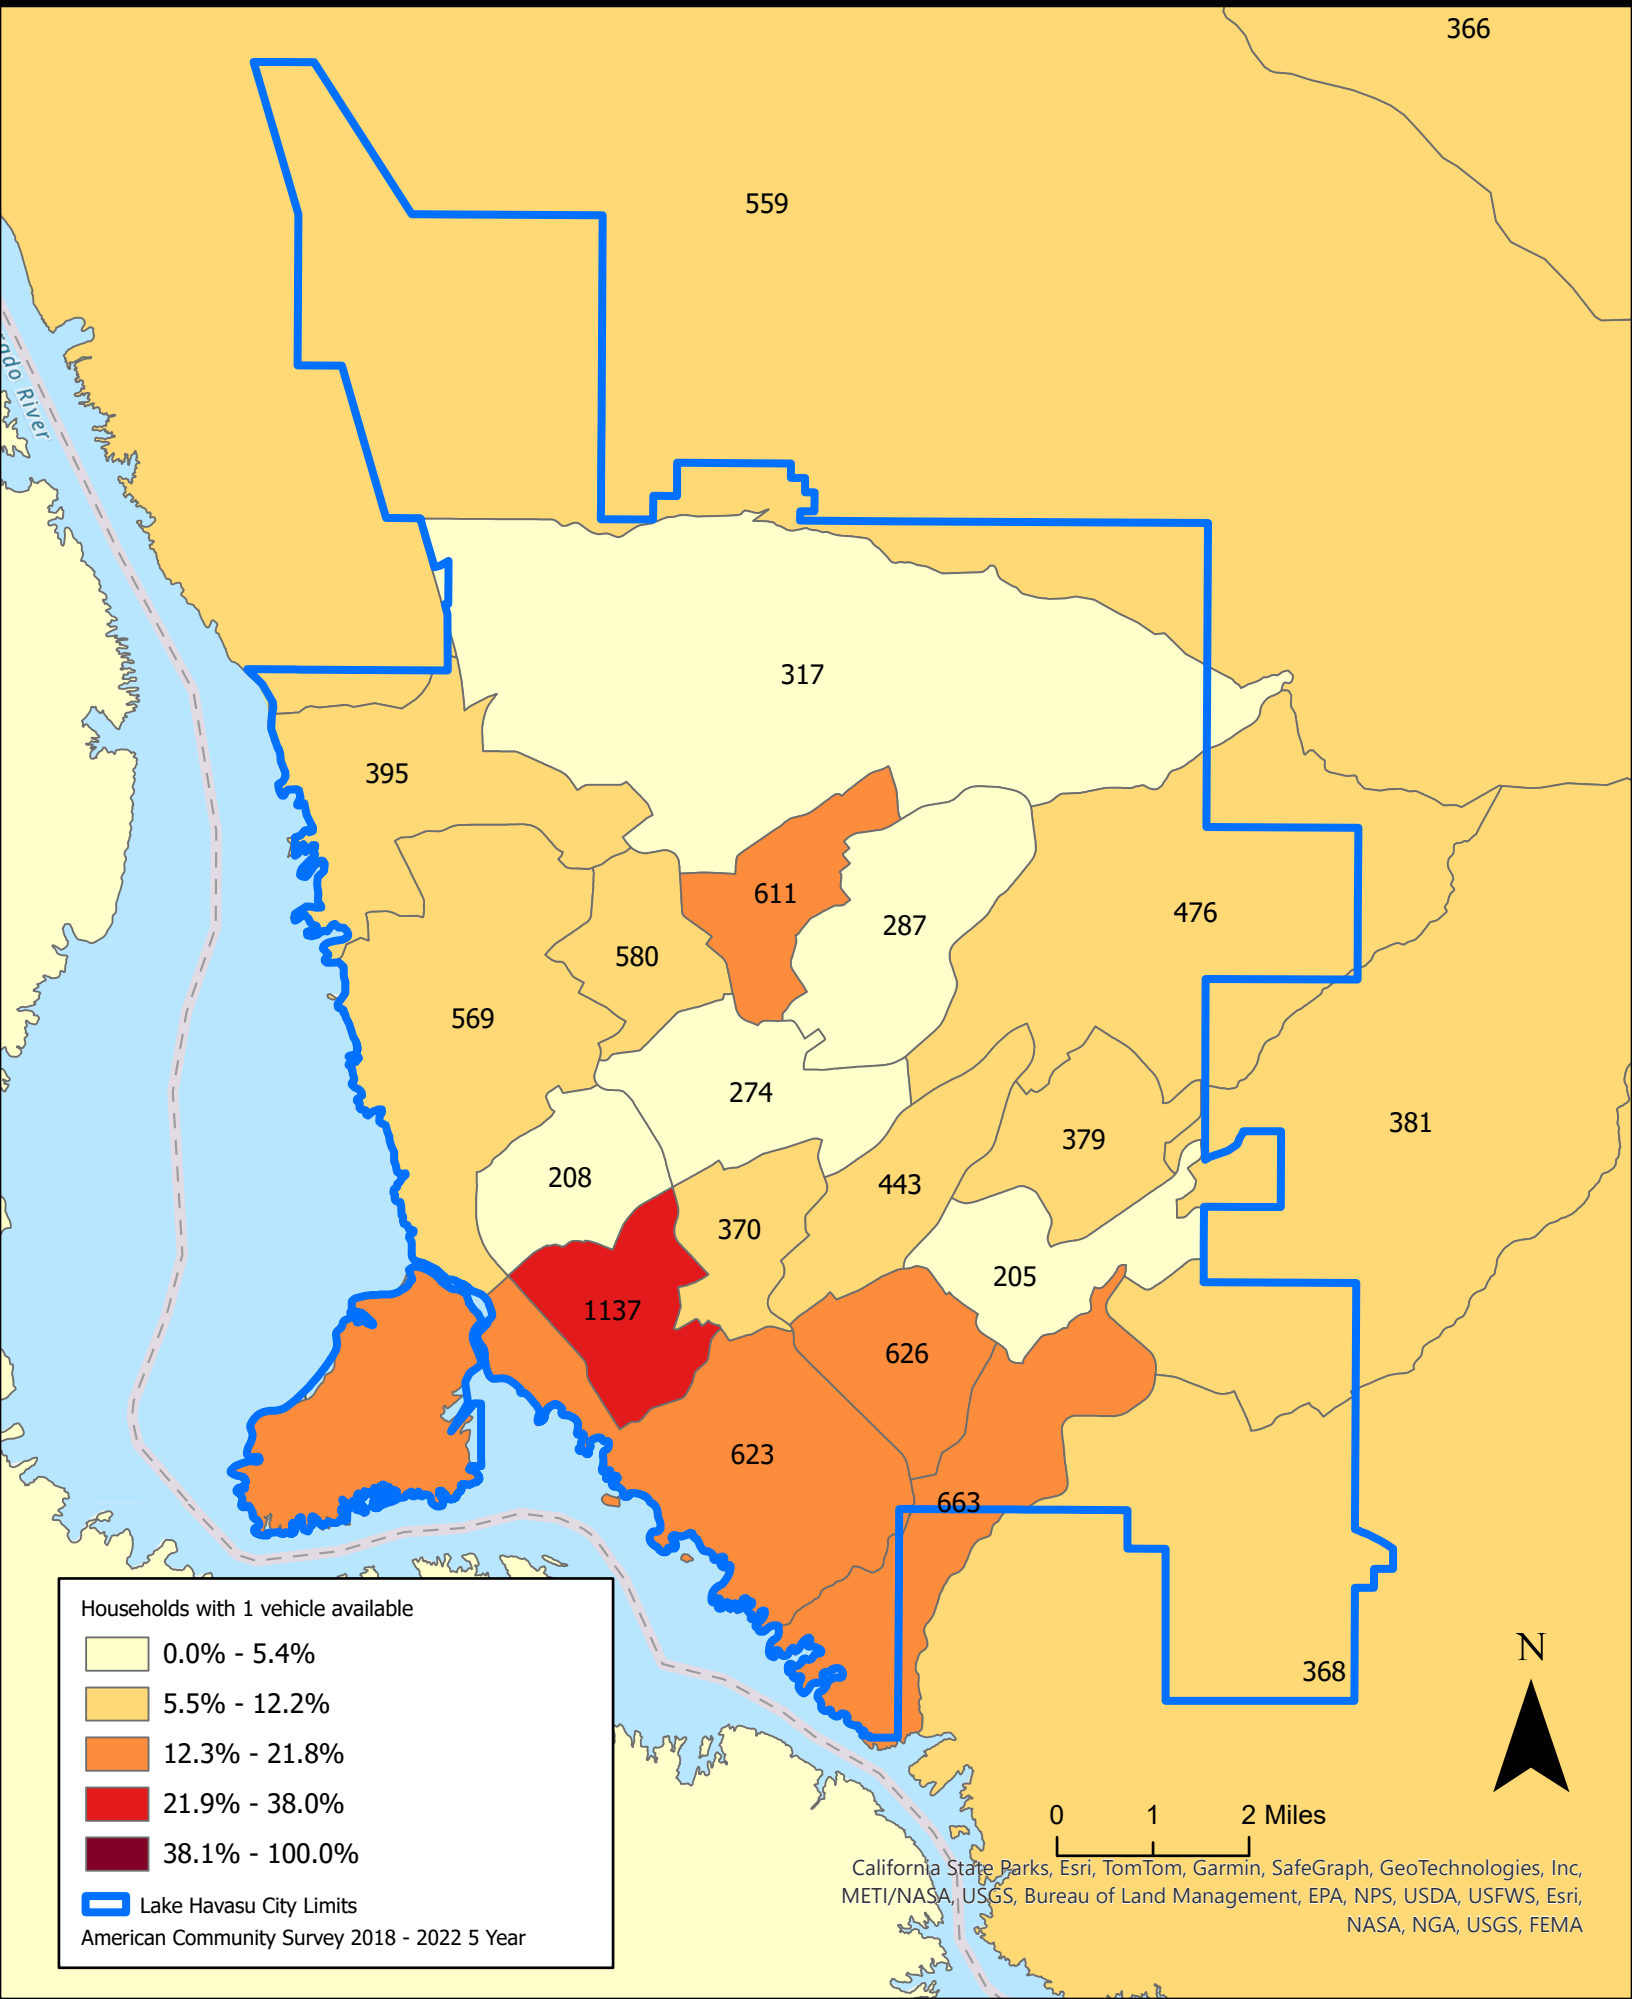 366
559
rado River
317
395
611
287
476
580
569
274
381
379
208
443
370
205
1137
626
623
663
368
Households with 1 vehicle available
0.0% - 5.4%
5.5% - 12.2%
12.3% - 21.8%
21.9% - 38.0%
38.1% - 100.0%
Lake Havasu City Limits
American Community Survey 2018 - 2022 5 Year
N
0 1 2 Miles
California State Parks, Esri, TomTom, Garmin, SafeGraph, GeoTechnologies, Inc,
METI/NASA, USGS, Bureau of Land Management, EPA, NPS, USDA, USFWS, Esri,
NASA, NGA, USGS, FEMA